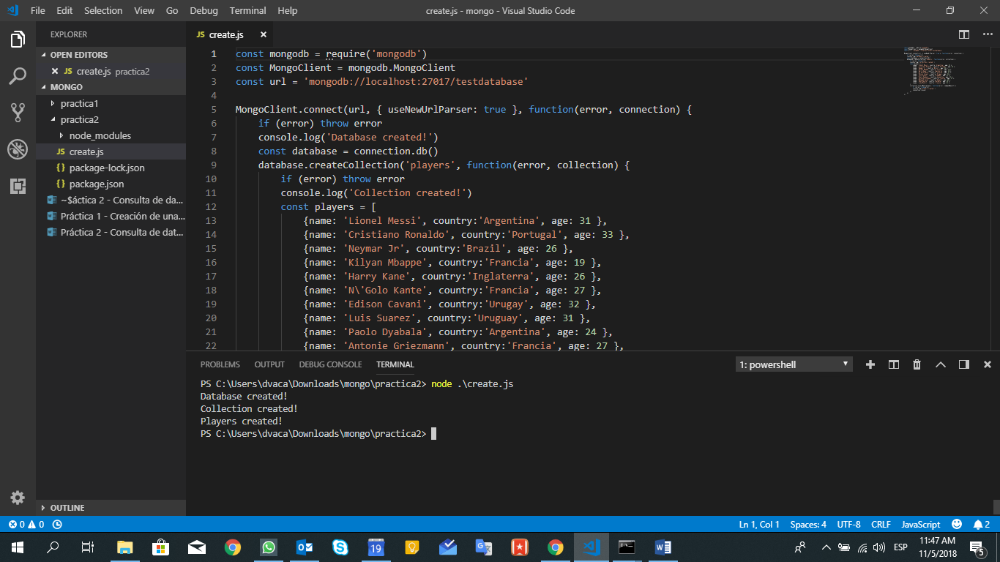 File Edit Selection View Go Debug Terminal Help
create.js - mongo - Visual Studio Code
EXPLORER
OPEN EDITORS
JS create.js practica2
MONGO
practica1
practica2
node_modules
JS create.js
{ } package-lock.json
{ } package.json
~$áctica 2 - Consulta de da...
Práctica 1 - Creación de una...
Práctica 2 - Consulta de dat...
OUTLINE
JS create.js
1 const mongodb = require('mongodb')
2 const MongoClient = mongodb.MongoClient
3 const url = 'mongodb://localhost:27017/testdatabase'
4
5 MongoClient.connect(url, { useNewUrlParser: true }, function(error, connection) {
6 if (error) throw error
7 console.log('Database created!')
8 const database = connection.db()
9 database.createCollection('players', function(error, collection) {
10 if (error) throw error
11 console.log('Collection created!')
12 const players = [
13 {name: 'Lionel Messi', country:'Argentina', age: 31 },
14 {name: 'Cristiano Ronaldo', country:'Portugal', age: 33 },
15 {name: 'Neymar Jr', country:'Brazil', age: 26 },
16 {name: 'Kilyan Mbappe', country:'Francia', age: 19 },
17 {name: 'Harry Kane', country:'Inglaterra', age: 26 },
18 {name: 'N\'Golo Kante', country:'Francia', age: 27 },
19 {name: 'Edison Cavani', country:'Urugay', age: 32 },
20 {name: 'Luis Suarez', country:'Uruguay', age: 31 },
21 {name: 'Paolo Dyabala', country:'Argentina', age: 24 },
22 {name: 'Antonie Griezmann', country:'Francia', age: 27 },
PROBLEMS OUTPUT DEBUG CONSOLE TERMINAL
1: powershell
PS C:\Users\dvaca\Downloads\mongo\practica2> node .\create.js
Database created!
Collection created!
Players created!
PS C:\Users\dvaca\Downloads\mongo\practica2>
0 0
Ln 1, Col 1 Spaces: 4 UTF-8 CRLF JavaScript 2
19
ESP
11:47 AM
11/5/2018
5